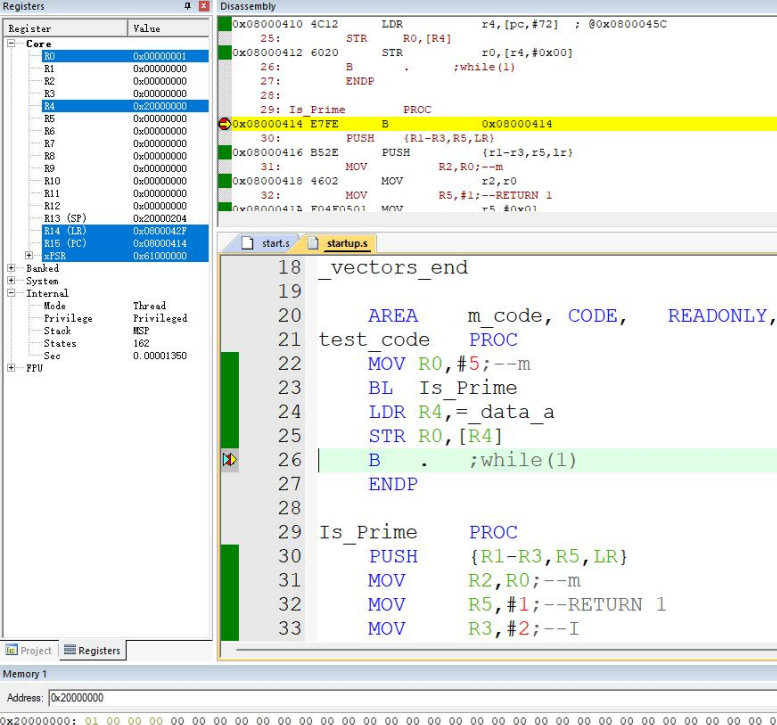 Registers
Register Value
Core
R0 0x00000001
R1 0x00000000
R2 0x00000000
R3 0x00000000
R4 0x20000000
R5 0x00000000
R6 0x00000000
R7 0x00000000
R8 0x00000000
R9 0x00000000
R10 0x00000000
R11 0x00000000
R12 0x00000000
R13 (SP) 0x20000204
R14 (LR) 0x0800042F
R15 (PC) 0x08000414
xPSR 0x61000000
Banked
System
Internal
Mode Thread
Privilege Privileged
Stack MSP
States 162
Sec 0.00001350
FPU
Project Registers
Disassembly
0x08000410 4C12 LDR r4,[pc,#72] ; @0x0800045C
25: STR R0,[R4]
0x08000412 6020 STR r0,[r4,#0x00]
26: B . ;while(1)
27: ENDP
28:
29: Is_Prime PROC
0x08000414 E7FE B 0x08000414
30: PUSH {R1-R3,R5,LR}
0x08000416 B52E PUSH {r1-r3,r5,lr}
31: MOV R2,R0;--m
0x08000418 4602 MOV r2,r0
32: MOV R5,#1;--RETURN 1
0x0800041A F04F0501 MOV r5,#0x01
start.s startup.s
18 _vectors_end
19
20 AREA m_code, CODE, READONLY,
21 test_code PROC
22 MOV R0,#5;--m
23 BL Is_Prime
24 LDR R4,=_data_a
25 STR R0,[R4]
26 B . ;while(1)
27 ENDP
28
29 Is_Prime PROC
30 PUSH {R1-R3,R5,LR}
31 MOV R2,R0;--m
32 MOV R5,#1;--RETURN 1
33 MOV R3,#2;--I
Memory 1
Address: 0x20000000
0x20000000: 01 00 00 00 00 00 00 00 00 00 00 00 00 00 00 00 00 00 00 00 00 00 00 00 00 00 00 00 00 00 00 00